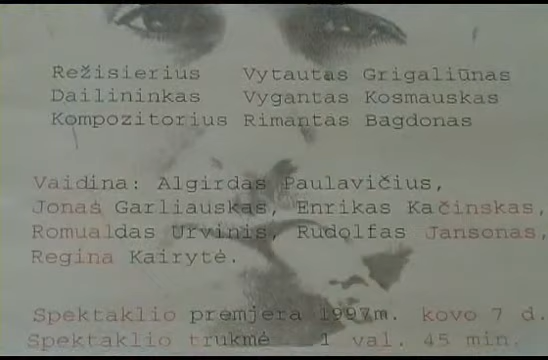 Režisierius Vytautas Grigaliūnas
Dailininkas Vygantas Kosmauskas
Kompozitorius Rimantas Bagdonas
Vaidina: Algirdas Paulavičius,
Jonas Garliauskas, Enrikas Kačinskas,
Romualdas Urvinis, Rudolfas Jansonas,
Regina Kairytė.
Spektaklio premjera 1997m. kovo 7 d.
Spektaklio trukmė 1 val. 45 min.